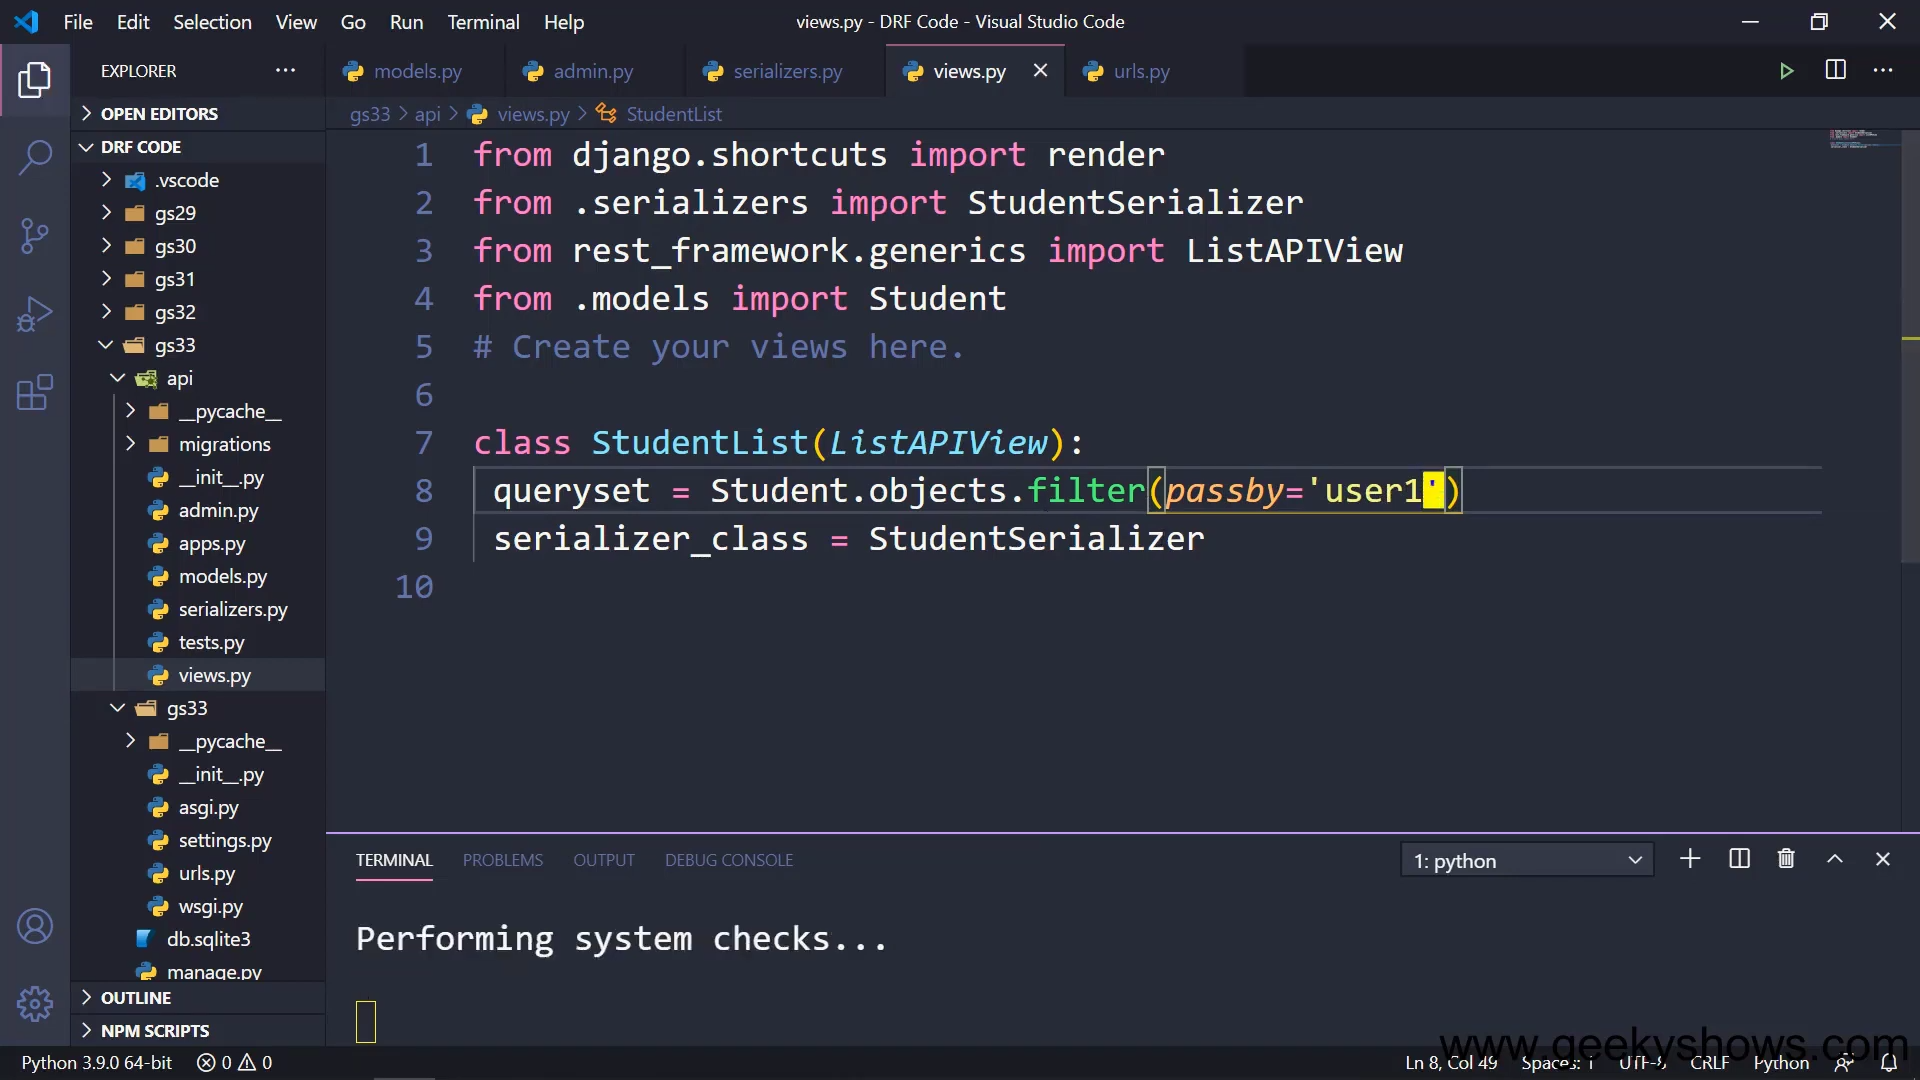 File Edit Selection View Go Run Terminal Help
views.py - DRF Code - Visual Studio Code
EXPLORER
models.py
admin.py
serializers.py
views.py
urls.py
OPEN EDITORS
gs33 > api > views.py > StudentList
DRF CODE
.vscode
gs29
gs30
gs31
gs32
gs33
api
__pycache__
migrations
__init__.py
admin.py
apps.py
models.py
serializers.py
tests.py
views.py
gs33
__pycache__
__init__.py
asgi.py
settings.py
urls.py
wsgi.py
db.sqlite3
manage.py
OUTLINE
NPM SCRIPTS
1 from django.shortcuts import render
2 from .serializers import StudentSerializer
3 from rest_framework.generics import ListAPIView
4 from .models import Student
5 # Create your views here.
6
7 class StudentList(ListAPIView):
8 queryset = Student.objects.filter(passby='user1')
9 serializer_class = StudentSerializer
10
TERMINAL PROBLEMS OUTPUT DEBUG CONSOLE
1: python
Performing system checks...
www.geekyshows.com
Python 3.9.0 64-bit 0 0
Ln 8, Col 49 Spaces: 1 UTF-8 CRLF Python